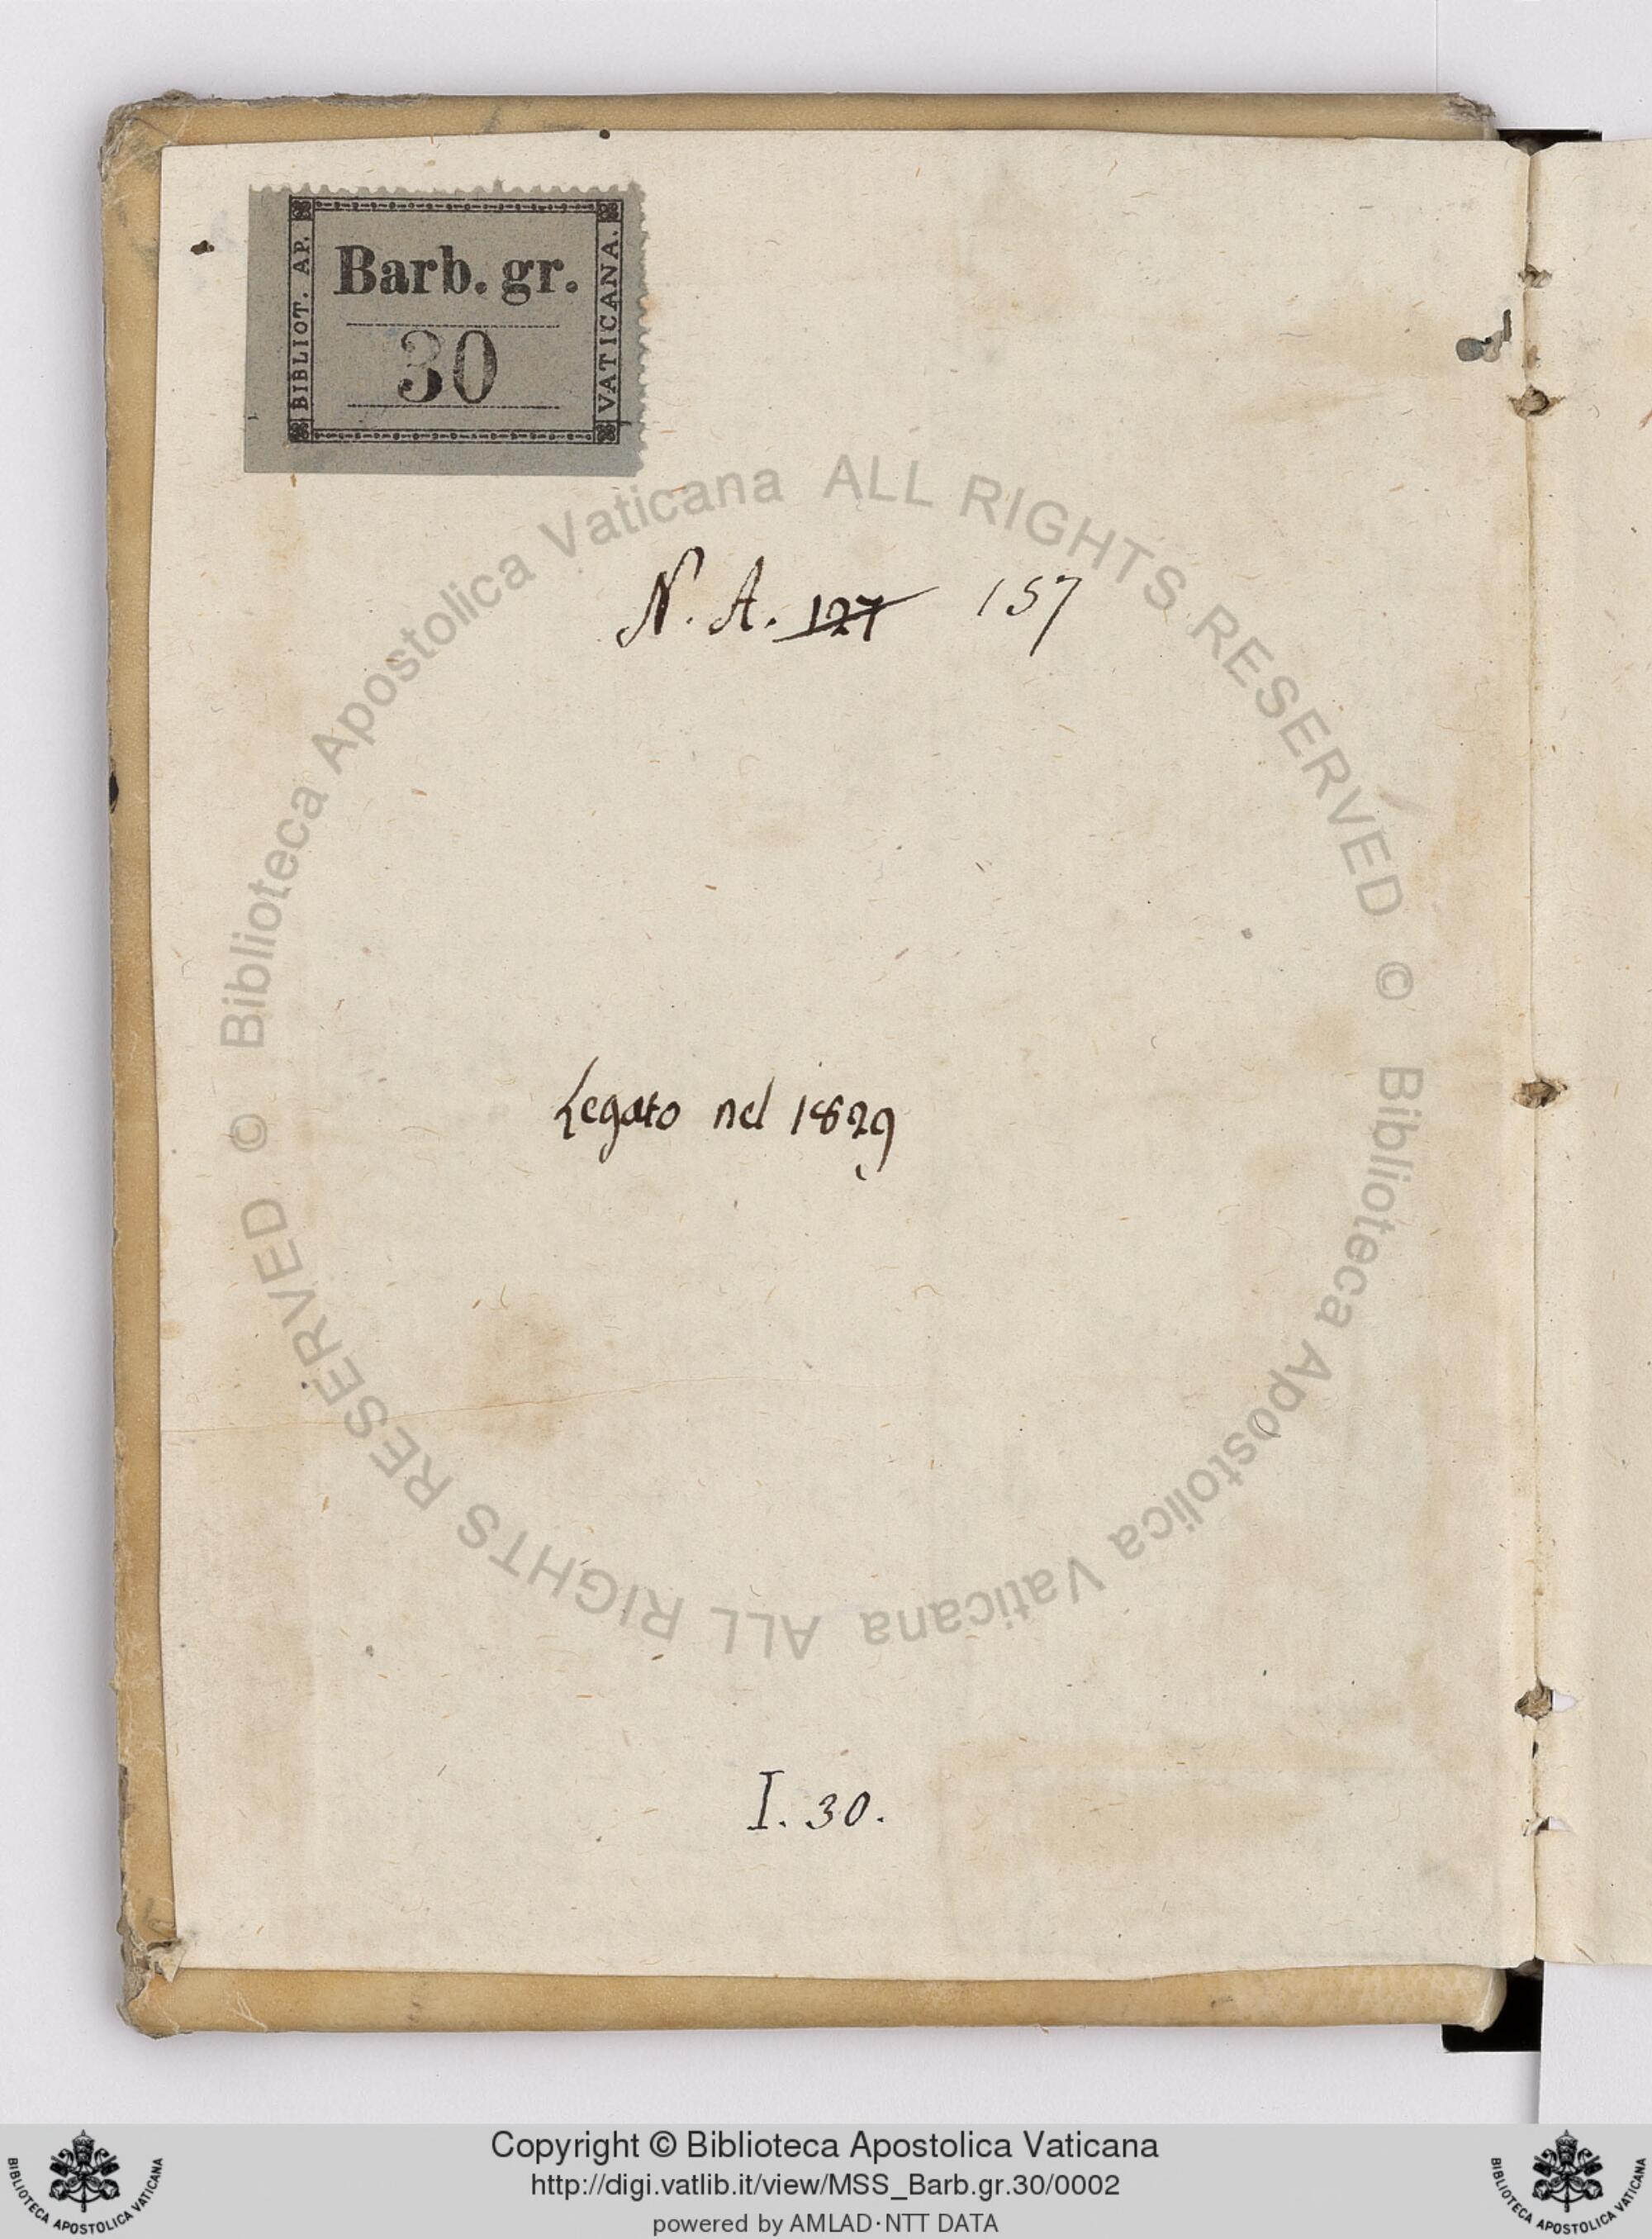 BIBLIOT. AP.
Barb. gr.
30
VATICANA.
N. A. 127 157
Legato nel 1829
I. 30.
© Biblioteca Apostolica Vaticana ALL RIGHTS RESERVED
© Biblioteca Apostolica Vaticana ALL RIGHTS RESERVED
Copyright © Biblioteca Apostolica Vaticana
http://digi.vatlib.it/view/MSS_Barb.gr.30/0002
powered by AMLAD·NTT DATA
BIBLIOTECA APOSTOLICA VATICANA
BIBLIOTECA APOSTOLICA VATICANA